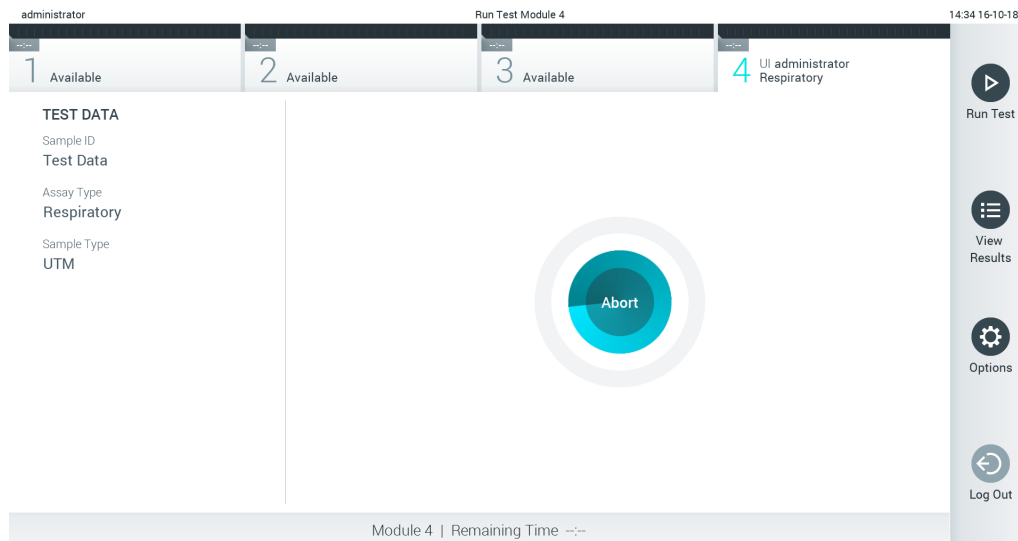 administrator
Run Test Module 4
14:34 16-10-18
--:--
1 Available
--:--
2 Available
--:--
3 Available
--:--
4 UI administrator
Respiratory
TEST DATA
Sample ID
Test Data
Assay Type
Respiratory
Sample Type
UTM
Abort
Run Test
View
Results
Options
Log Out
Module 4 | Remaining Time --:--